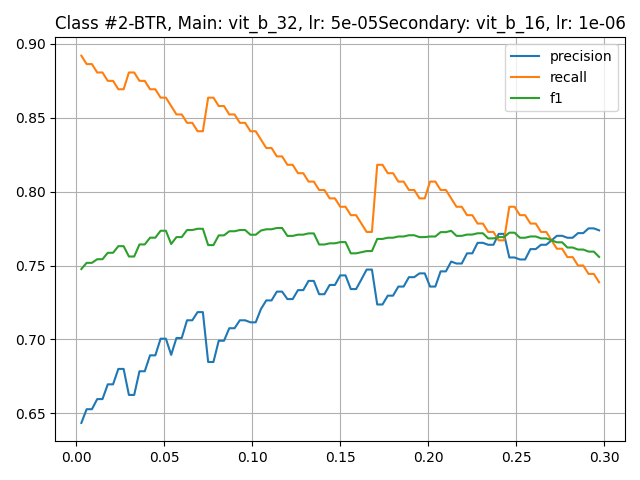 Class #2-BTR, Main: vit_b_32, lr: 5e-05Secondary: vit_b_16, lr: 1e-06
precision
recall
f1
0.90
0.85
0.80
0.75
0.70
0.65
0.00 0.05 0.10 0.15 0.20 0.25 0.30